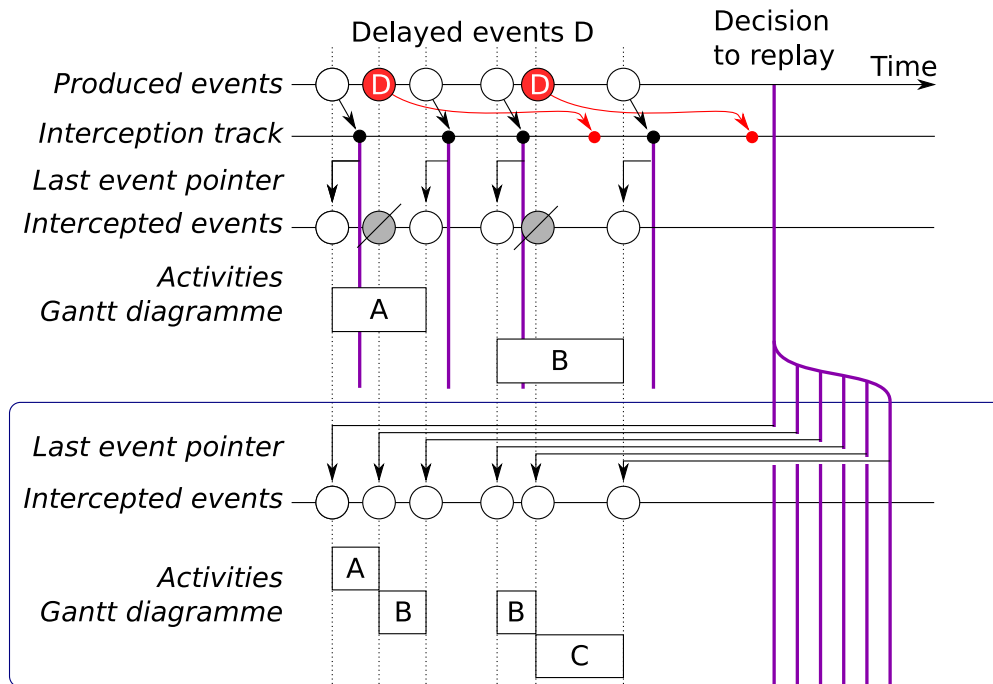 Delayed events D
Decision
to replay
Time
Produced events
D
D
Interception track
Last event pointer
Intercepted events
Activities
Gantt diagramme
A
B
Last event pointer
Intercepted events
Activities
Gantt diagramme
A
B
B
C